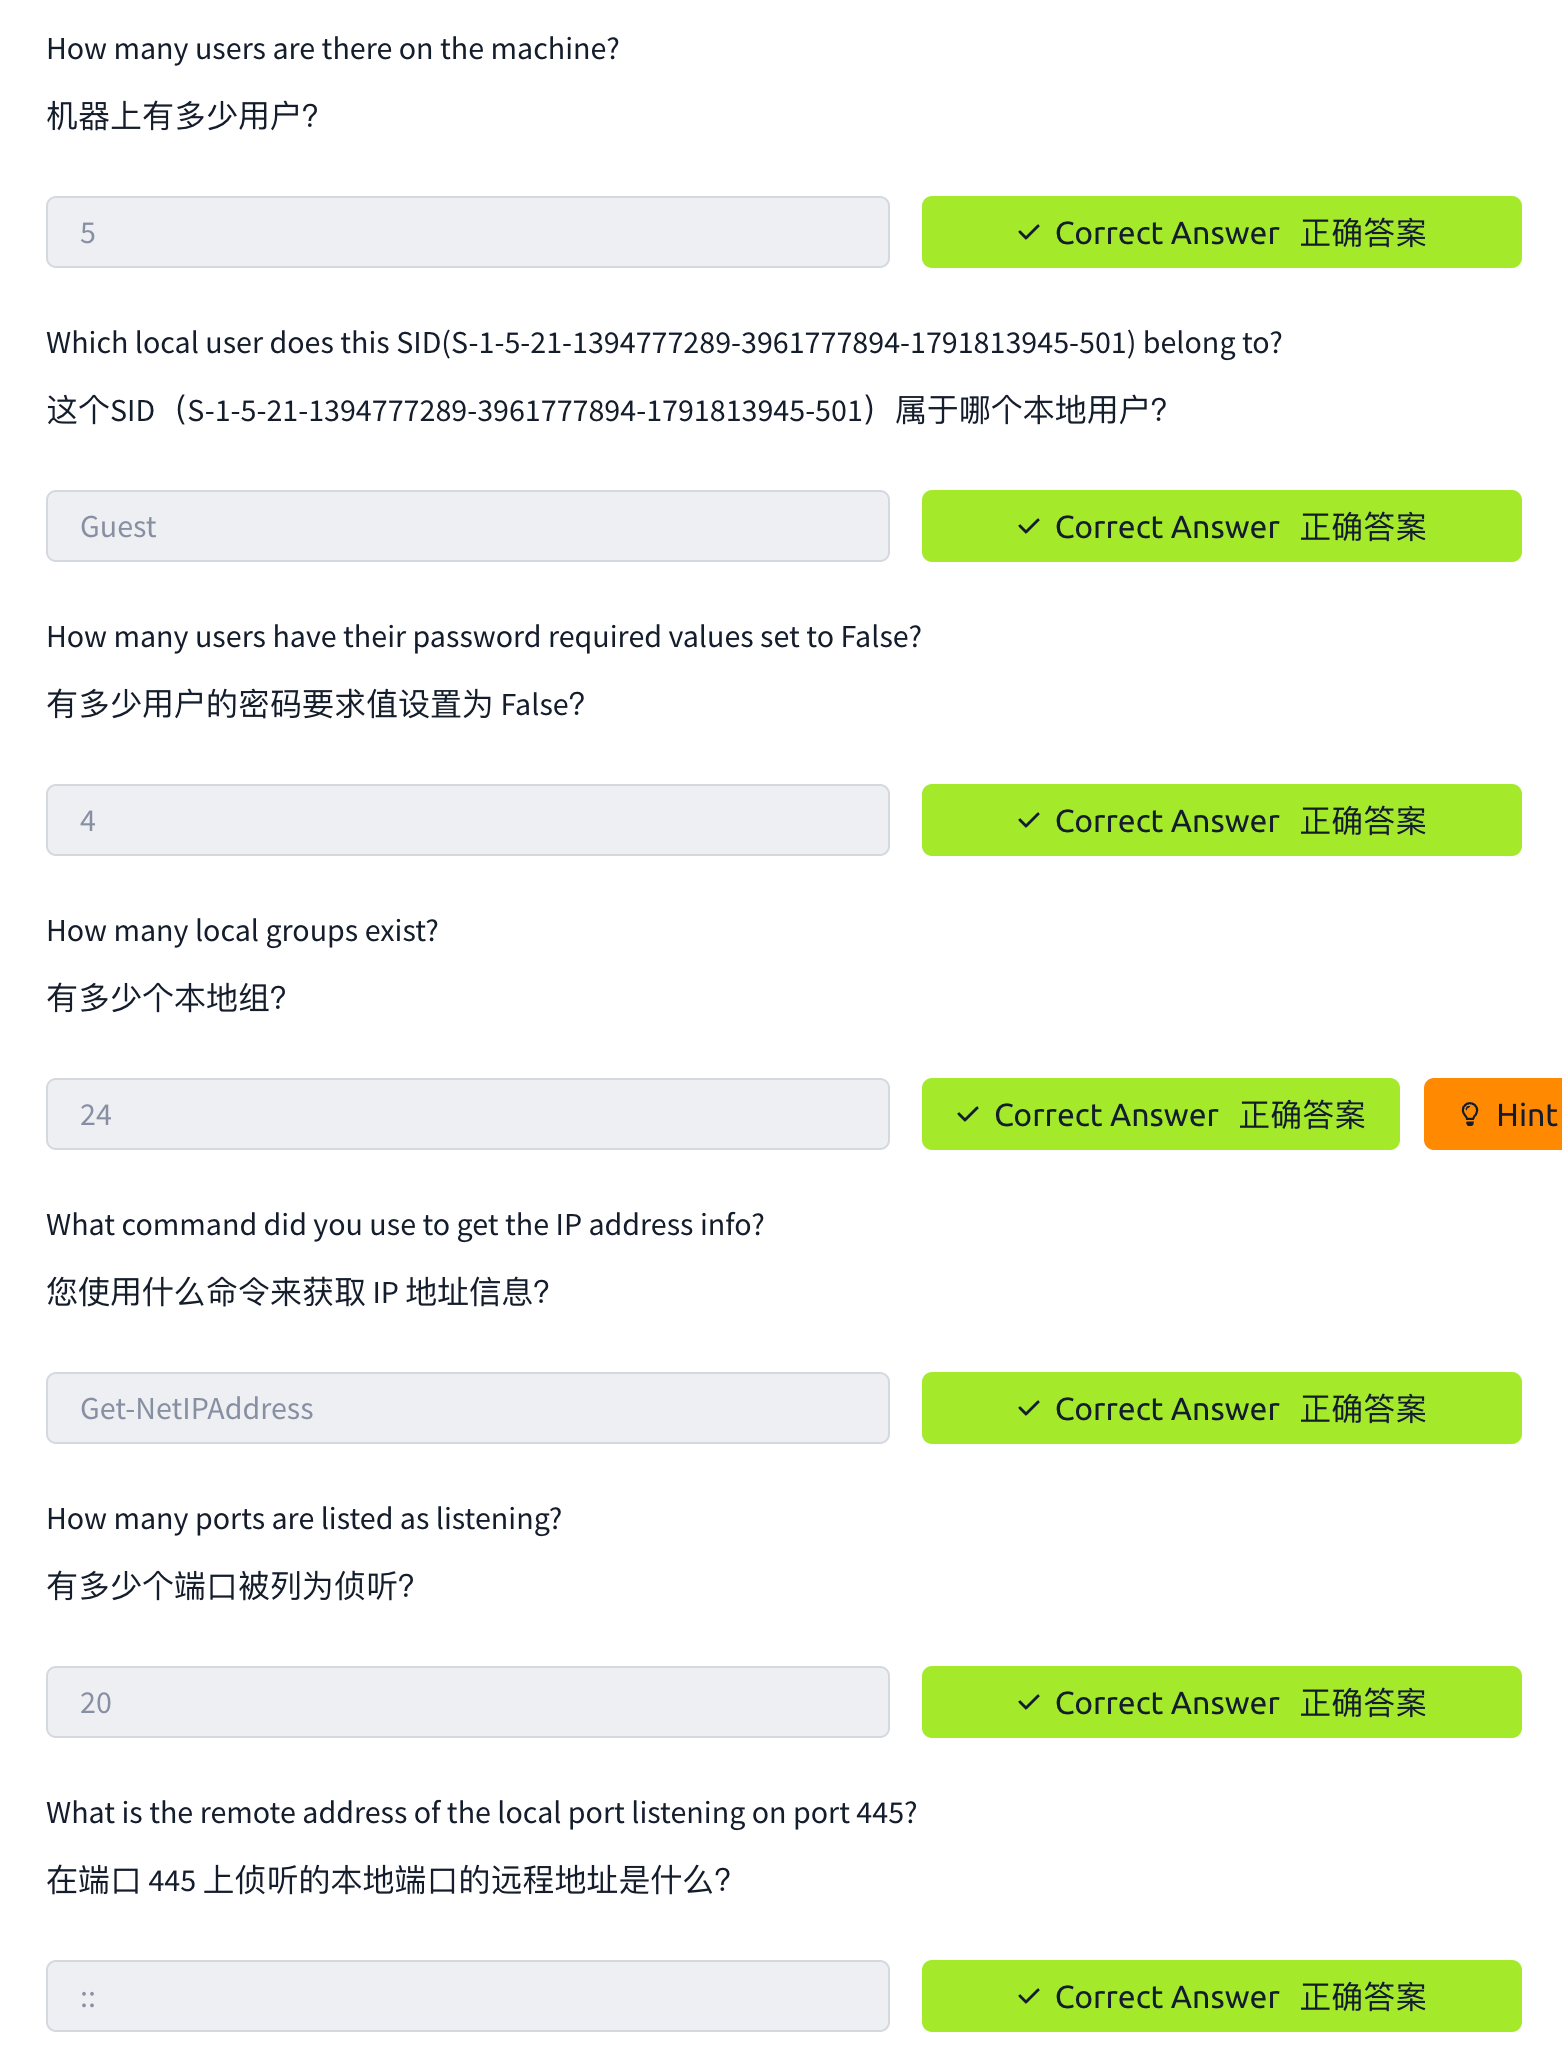 How many users are there on the machine?
机器上有多少用户?
5
Correct Answer 正确答案
Which local user does this SID(S-1-5-21-1394777289-3961777894-1791813945-501) belong to?
这个SID（S-1-5-21-1394777289-3961777894-1791813945-501）属于哪个本地用户?
Guest
Correct Answer 正确答案
How many users have their password required values set to False?
有多少用户的密码要求值设置为 False?
4
Correct Answer 正确答案
How many local groups exist?
有多少个本地组?
24
Correct Answer 正确答案
Hint
What command did you use to get the IP address info?
您使用什么命令来获取 IP 地址信息?
Get-NetIPAddress
Correct Answer 正确答案
How many ports are listed as listening?
有多少个端口被列为侦听?
20
Correct Answer 正确答案
What is the remote address of the local port listening on port 445?
在端口 445 上侦听的本地端口的远程地址是什么?
::
Correct Answer 正确答案